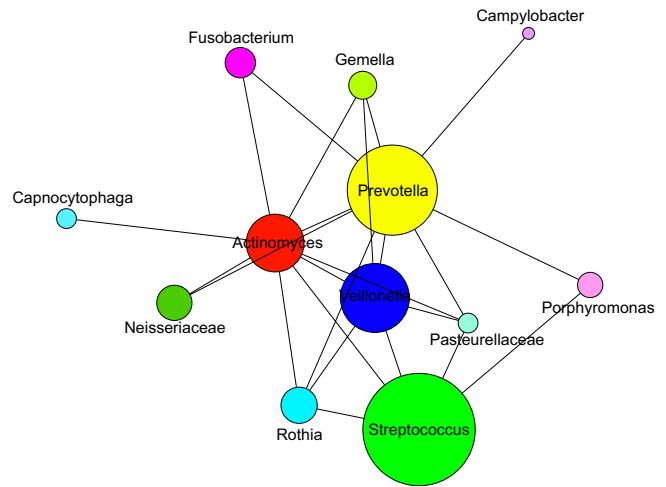 Campylobacter
Fusobacterium
Gemella
Prevotella
Capnocytophaga
Actinomyces
Veillonella
Porphyromonas
Neisseriaceae
Pasteurellaceae
Rothia
Streptococcus